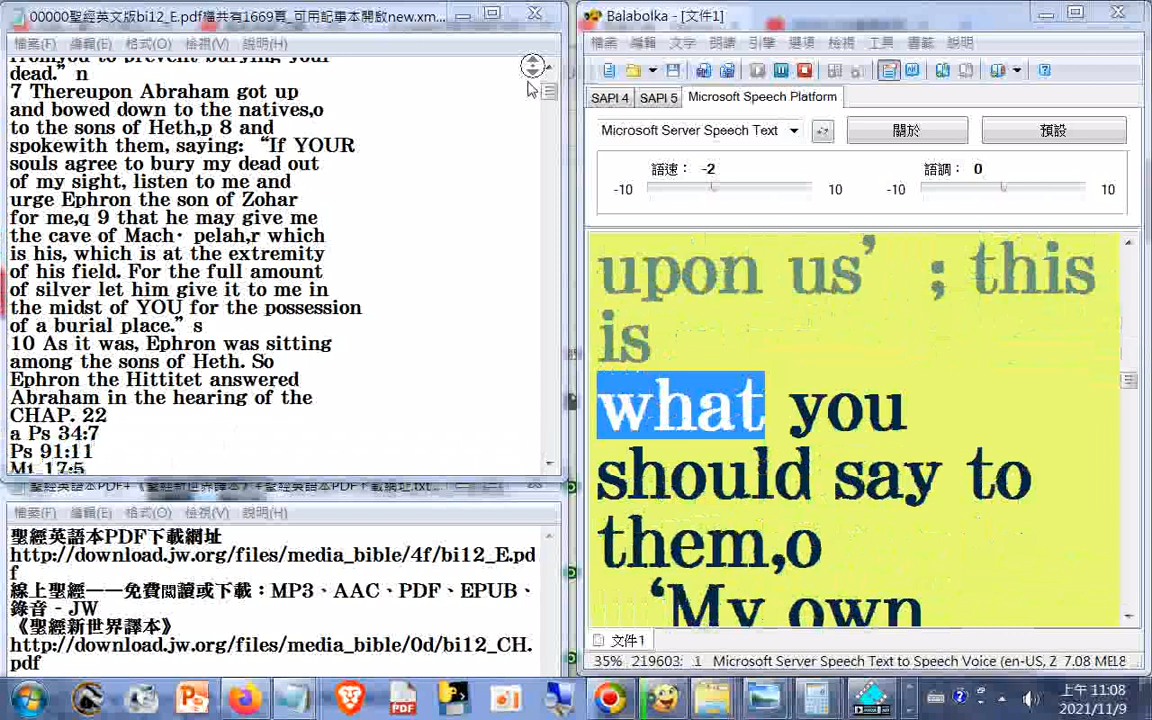 00000聖經英文版bi12_E.pdf檔共有1669頁_可用記事本開啟new.xm...
檔案(F) 編輯(E) 格式(O) 檢視(V) 說明(H)
fromyou to prevent burying your
dead.” n
7 Thereupon Abraham got up
and bowed down to the natives,o
to the sons of Heth,p 8 and
spokewith them, saying: “If YOUR
souls agree to bury my dead out
of my sight, listen to me and
urge Ephron the son of Zohar
for me,q 9 that he may give me
the cave of Mach· pelah,r which
is his, which is at the extremity
of his field. For the full amount
of silver let him give it to me in
the midst of YOU for the possession
of a burial place.” s
10 As it was, Ephron was sitting
among the sons of Heth. So
Ephron the Hittitet answered
Abraham in the hearing of the
CHAP. 22
a Ps 34:7
Ps 91:11
Mt 17:5
檔案(F) 編輯(E) 格式(O) 檢視(V) 說明(H)
聖經英語本PDF下載網址
http://download.jw.org/files/media_bible/4f/bi12_E.pd
f
線上聖經——免費閱讀或下載：MP3、AAC、PDF、EPUB、
錄音 - JW
《聖經新世界譯本》
http://download.jw.org/files/media_bible/0d/bi12_CH.
pdf
Balabolka - [文件1]
檔案 編輯 文字 朗讀 引擎 選項 檢視 工具 書籤 說明
SAPI 4 SAPI 5 Microsoft Speech Platform
Microsoft Server Speech Text 關於 預設
語速： -2 語調： 0
-10 10 -10 10
upon us’ ; this
is
what you
should say to
them,o
‘My own
文件1
35% 219603: 1 Microsoft Server Speech Text to Speech Voice (en-US, Z 7.08 MEL8
上午 11:08
2021/11/9